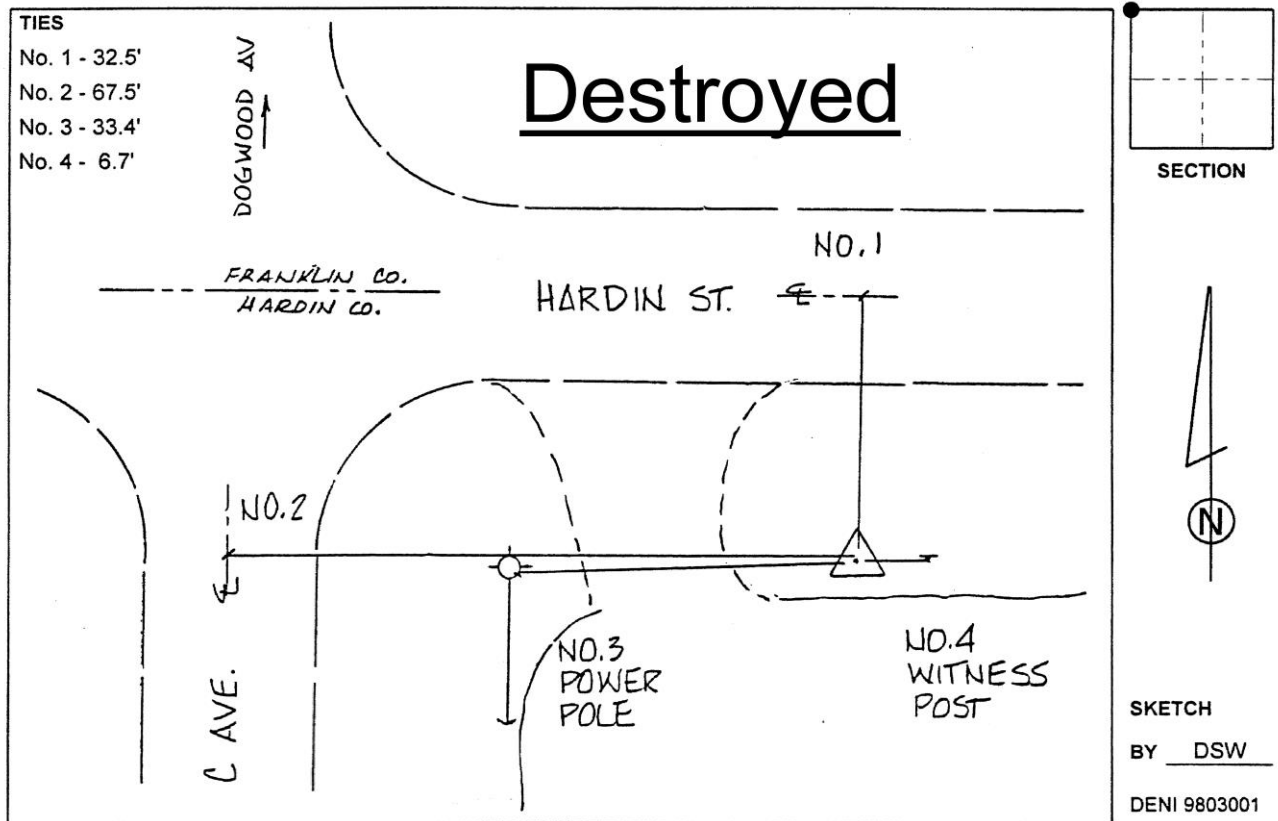 TIES
No. 1 - 32.5'
No. 2 - 67.5'
No. 3 - 33.4'
No. 4 - 6.7'
DOGWOOD AV
Destroyed
SECTION
NO.1
FRANKLIN CO.
HARDIN CO.
HARDIN ST. ℄
NO.2
℄
N
C AVE.
NO.3
POWER
POLE
NO.4
WITNESS
POST
SKETCH
BY DSW
DENI 9803001